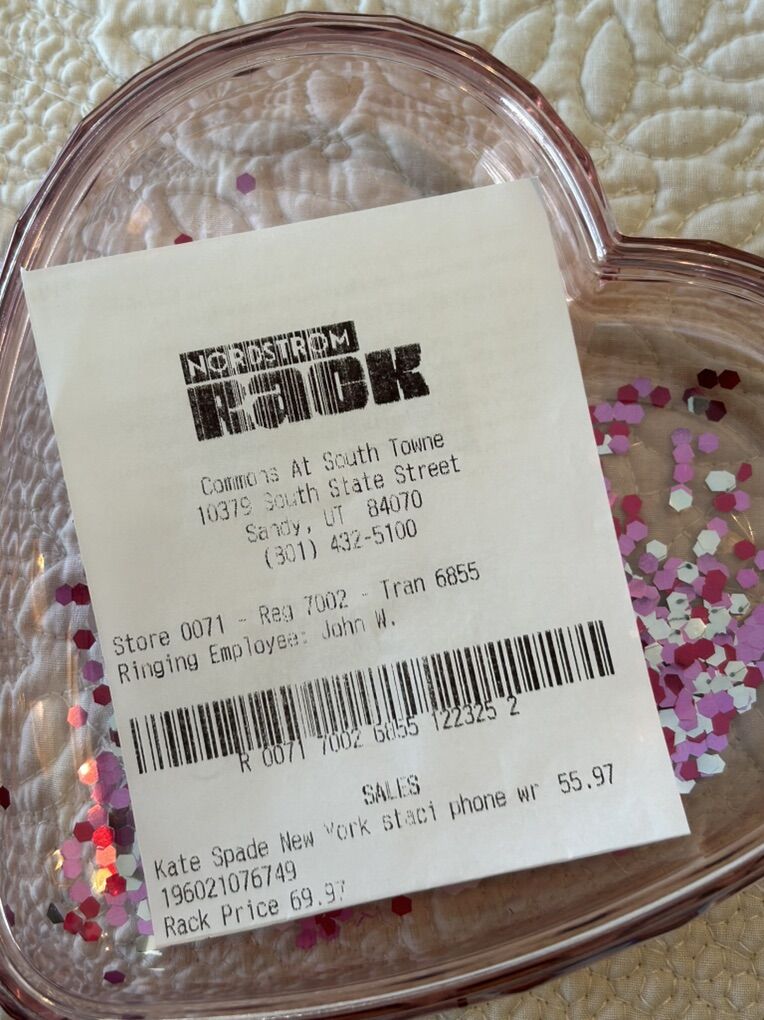 NORDSTROM
Rack
Commons At South Towne
10379 South State Street
Sandy, UT 84070
(801) 432-5100
Store 0071 - Reg 7002 - Tran 6855
Ringing Employee: John W.
R 0071 7002 6855 122325 2
SALES
Kate Spade New York staci phone wr 55.97
196021076749
Rack Price 69.97